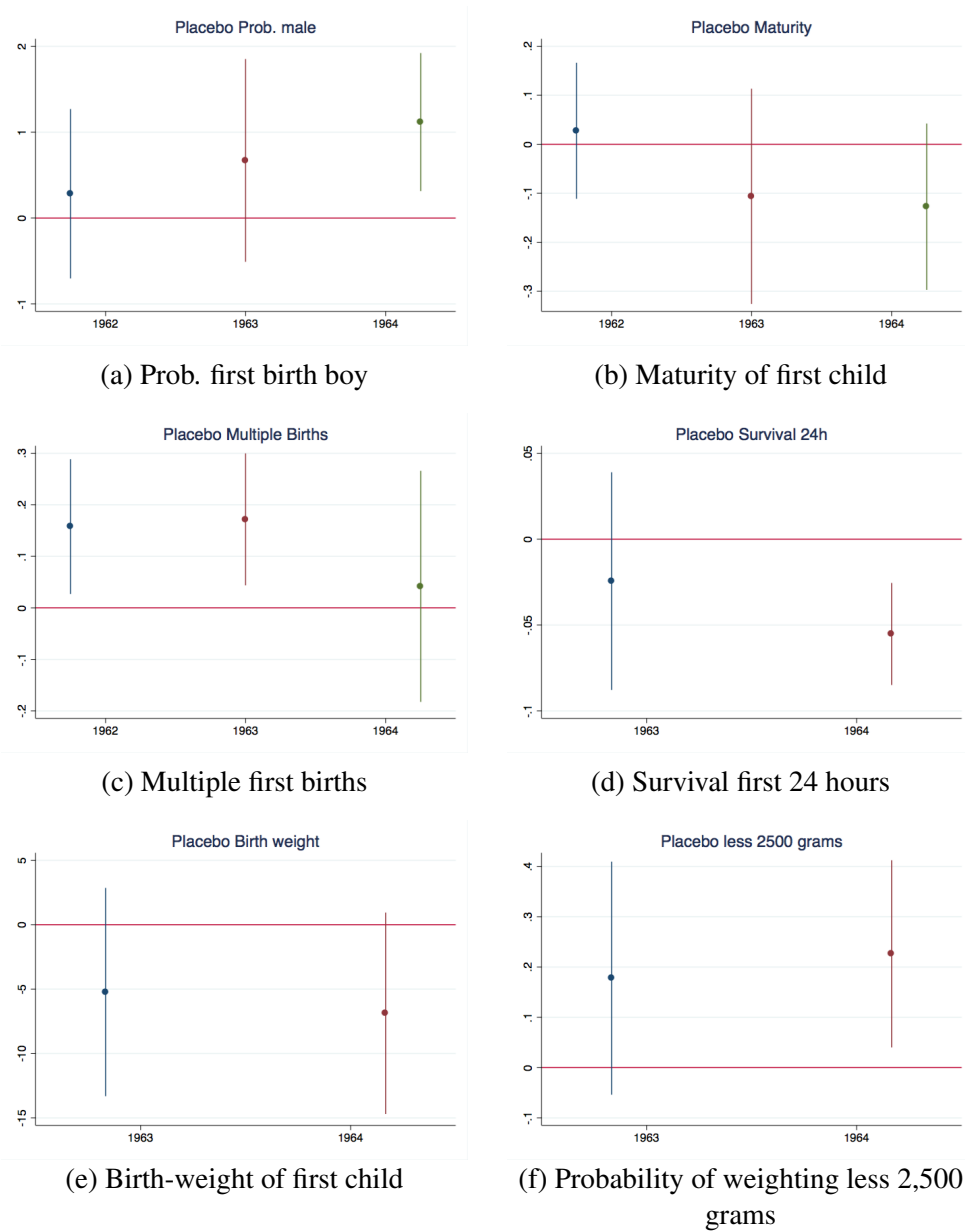 Placebo Prob. male
2
1
0
-1
1962 1963 1964
(a) Prob. first birth boy
Placebo Maturity
.2
.1
0
-.1
-.2
-.3
1962 1963 1964
(b) Maturity of first child
Placebo Multiple Births
.3
.2
.1
0
-.1
-.2
1962 1963 1964
(c) Multiple first births
Placebo Survival 24h
.05
0
-.05
-.1
1963 1964
(d) Survival first 24 hours
Placebo Birth weight
5
0
-5
-10
-15
1963 1964
(e) Birth-weight of first child
Placebo less 2500 grams
.4
.3
.2
.1
0
-.1
1963 1964
(f) Probability of weighting less 2,500
grams